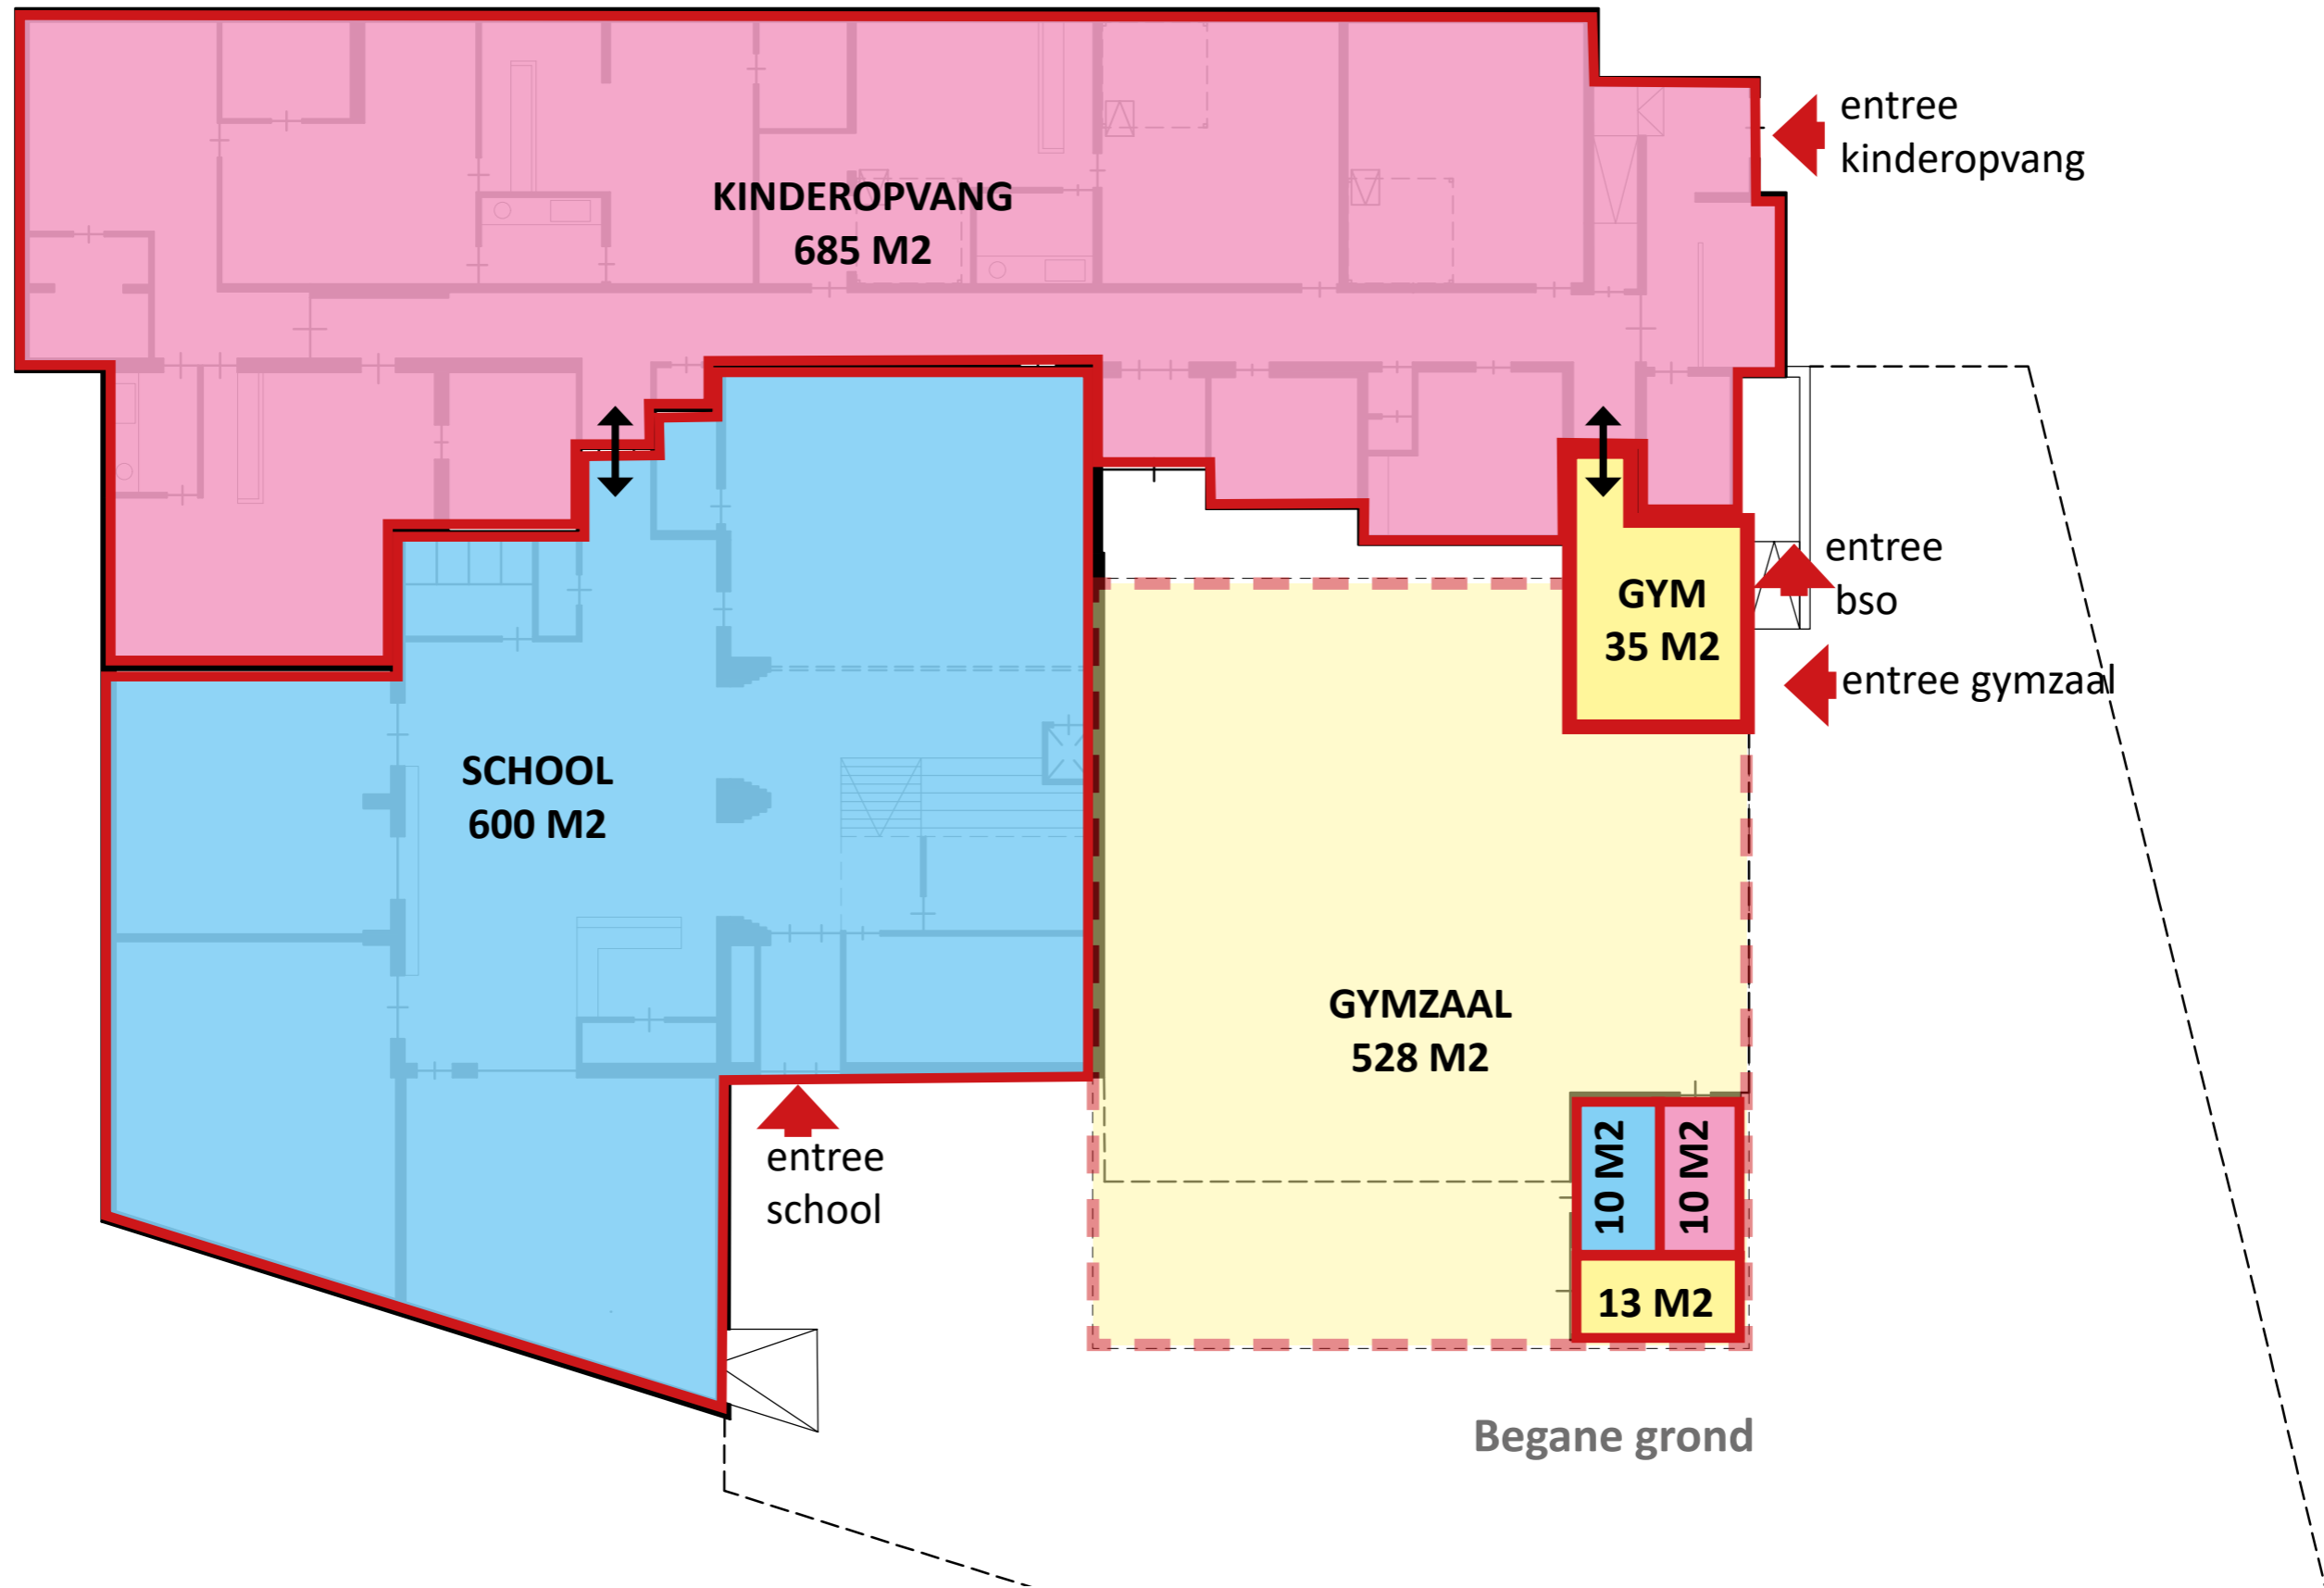 entree
kinderopvang
KINDEROPVANG
685 M2
entree
bso
GYM
35 M2
entree gymzaal
SCHOOL
600 M2
GYMZAAL
528 M2
10 M2
10 M2
entree
school
13 M2
Begane grond